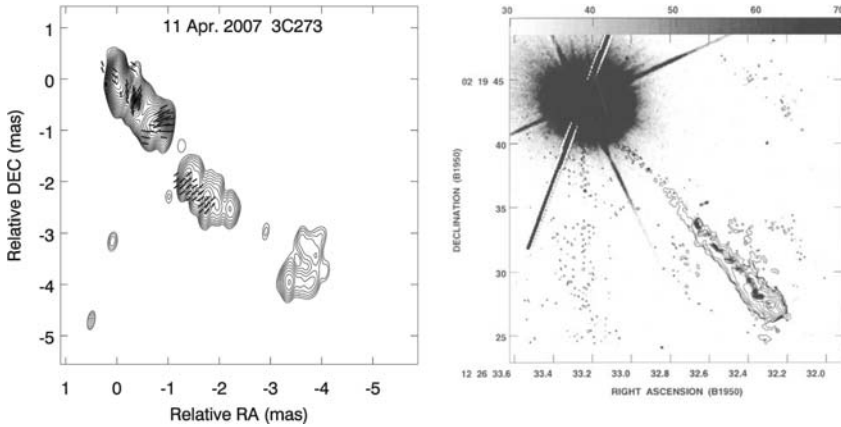 11 Apr. 2007 3C273
1
0
-1
-2
-3
-4
-5
Relative DEC (mas)
1 0 -1 -2 -3 -4 -5
Relative RA (mas)
30 40 50 60 70
02 19 45
40
35
30
25
DECLINATION (B1950)
12 26 33.6 33.4 33.2 33.0 32.8 32.6 32.4 32.2 32.0
RIGHT ASCENSION (B1950)